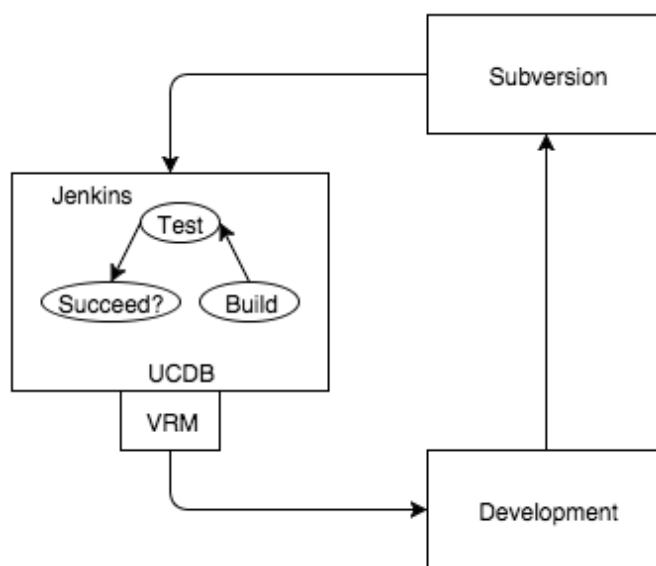 Subversion
Jenkins
Test
Succeed?
Build
UCDB
VRM
Development